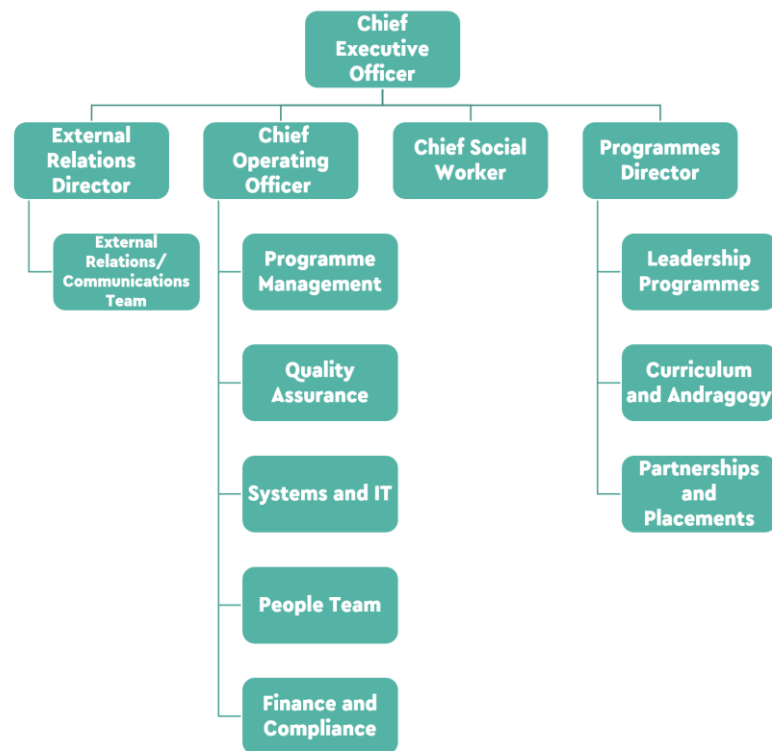 Chief
Executive
Officer
External
Relations
Director
Chief
Operating
Officer
Chief Social
Worker
Programmes
Director
External
Relations/
Communications
Team
Programme
Management
Quality
Assurance
Systems and IT
People Team
Finance and
Compliance
Leadership
Programmes
Curriculum
and Andragogy
Partnerships
and
Placements